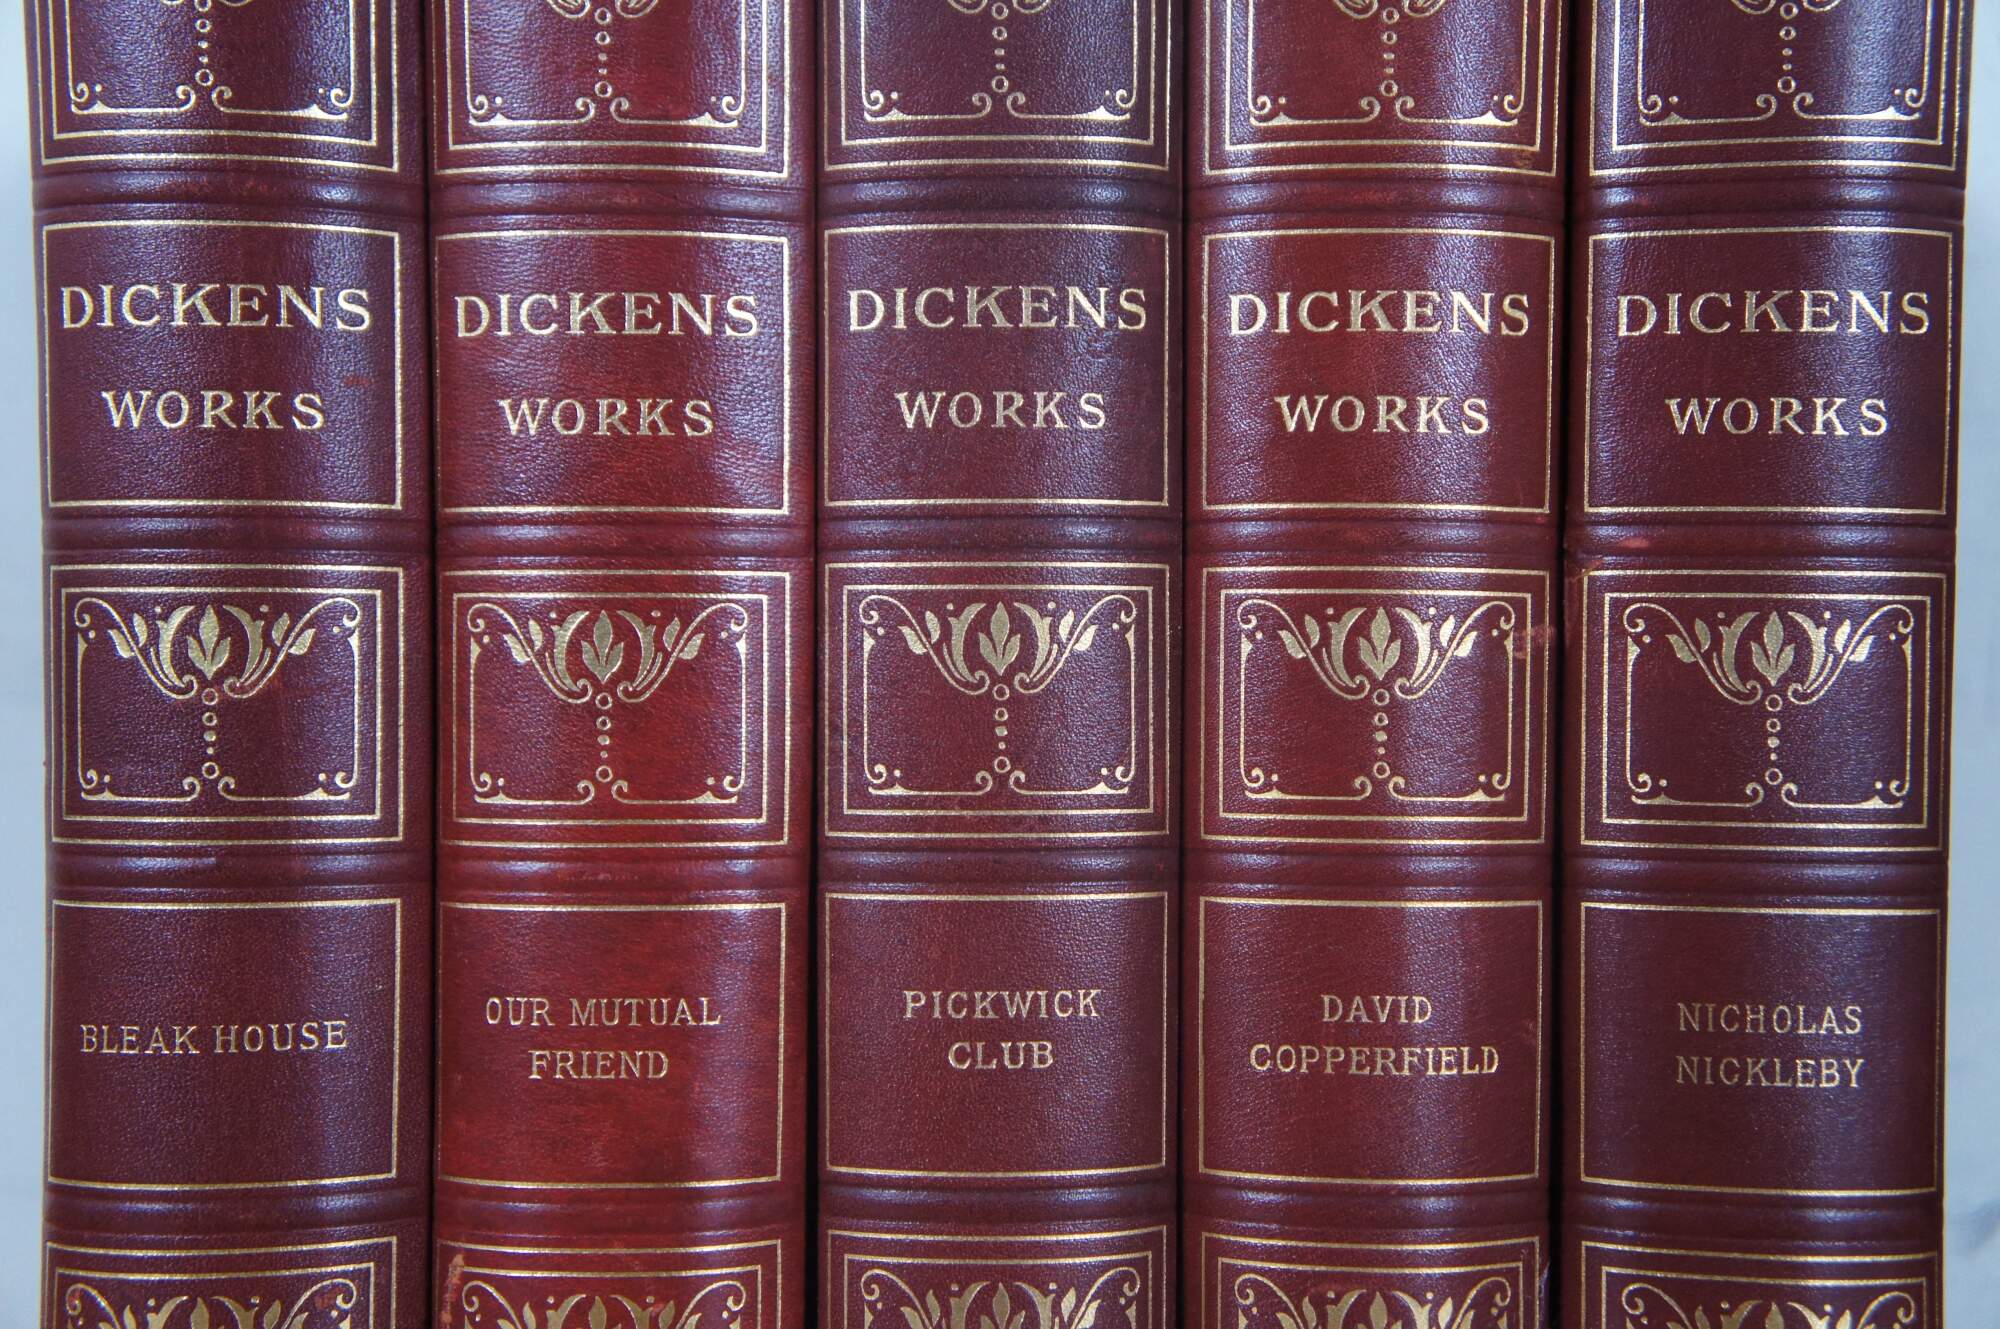 DICKENS
WORKS
BLEAK HOUSE
DICKENS
WORKS
OUR MUTUAL
FRIEND
DICKENS
WORKS
PICKWICK
CLUB
DICKENS
WORKS
DAVID
COPPERFIELD
DICKENS
WORKS
NICHOLAS
NICKLEBY